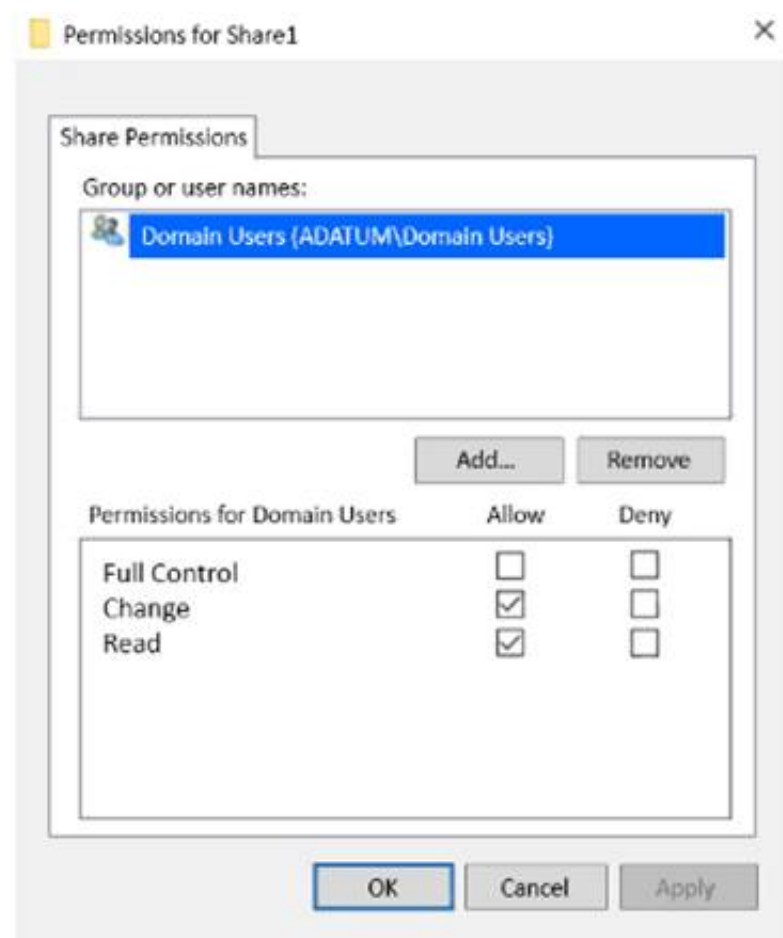 Permissions for Share1
Share Permissions
Group or user names:
Domain Users (ADATUM\Domain Users)
Add... Remove
Permissions for Domain Users Allow Deny
Full Control
Change
Read
OK Cancel Apply